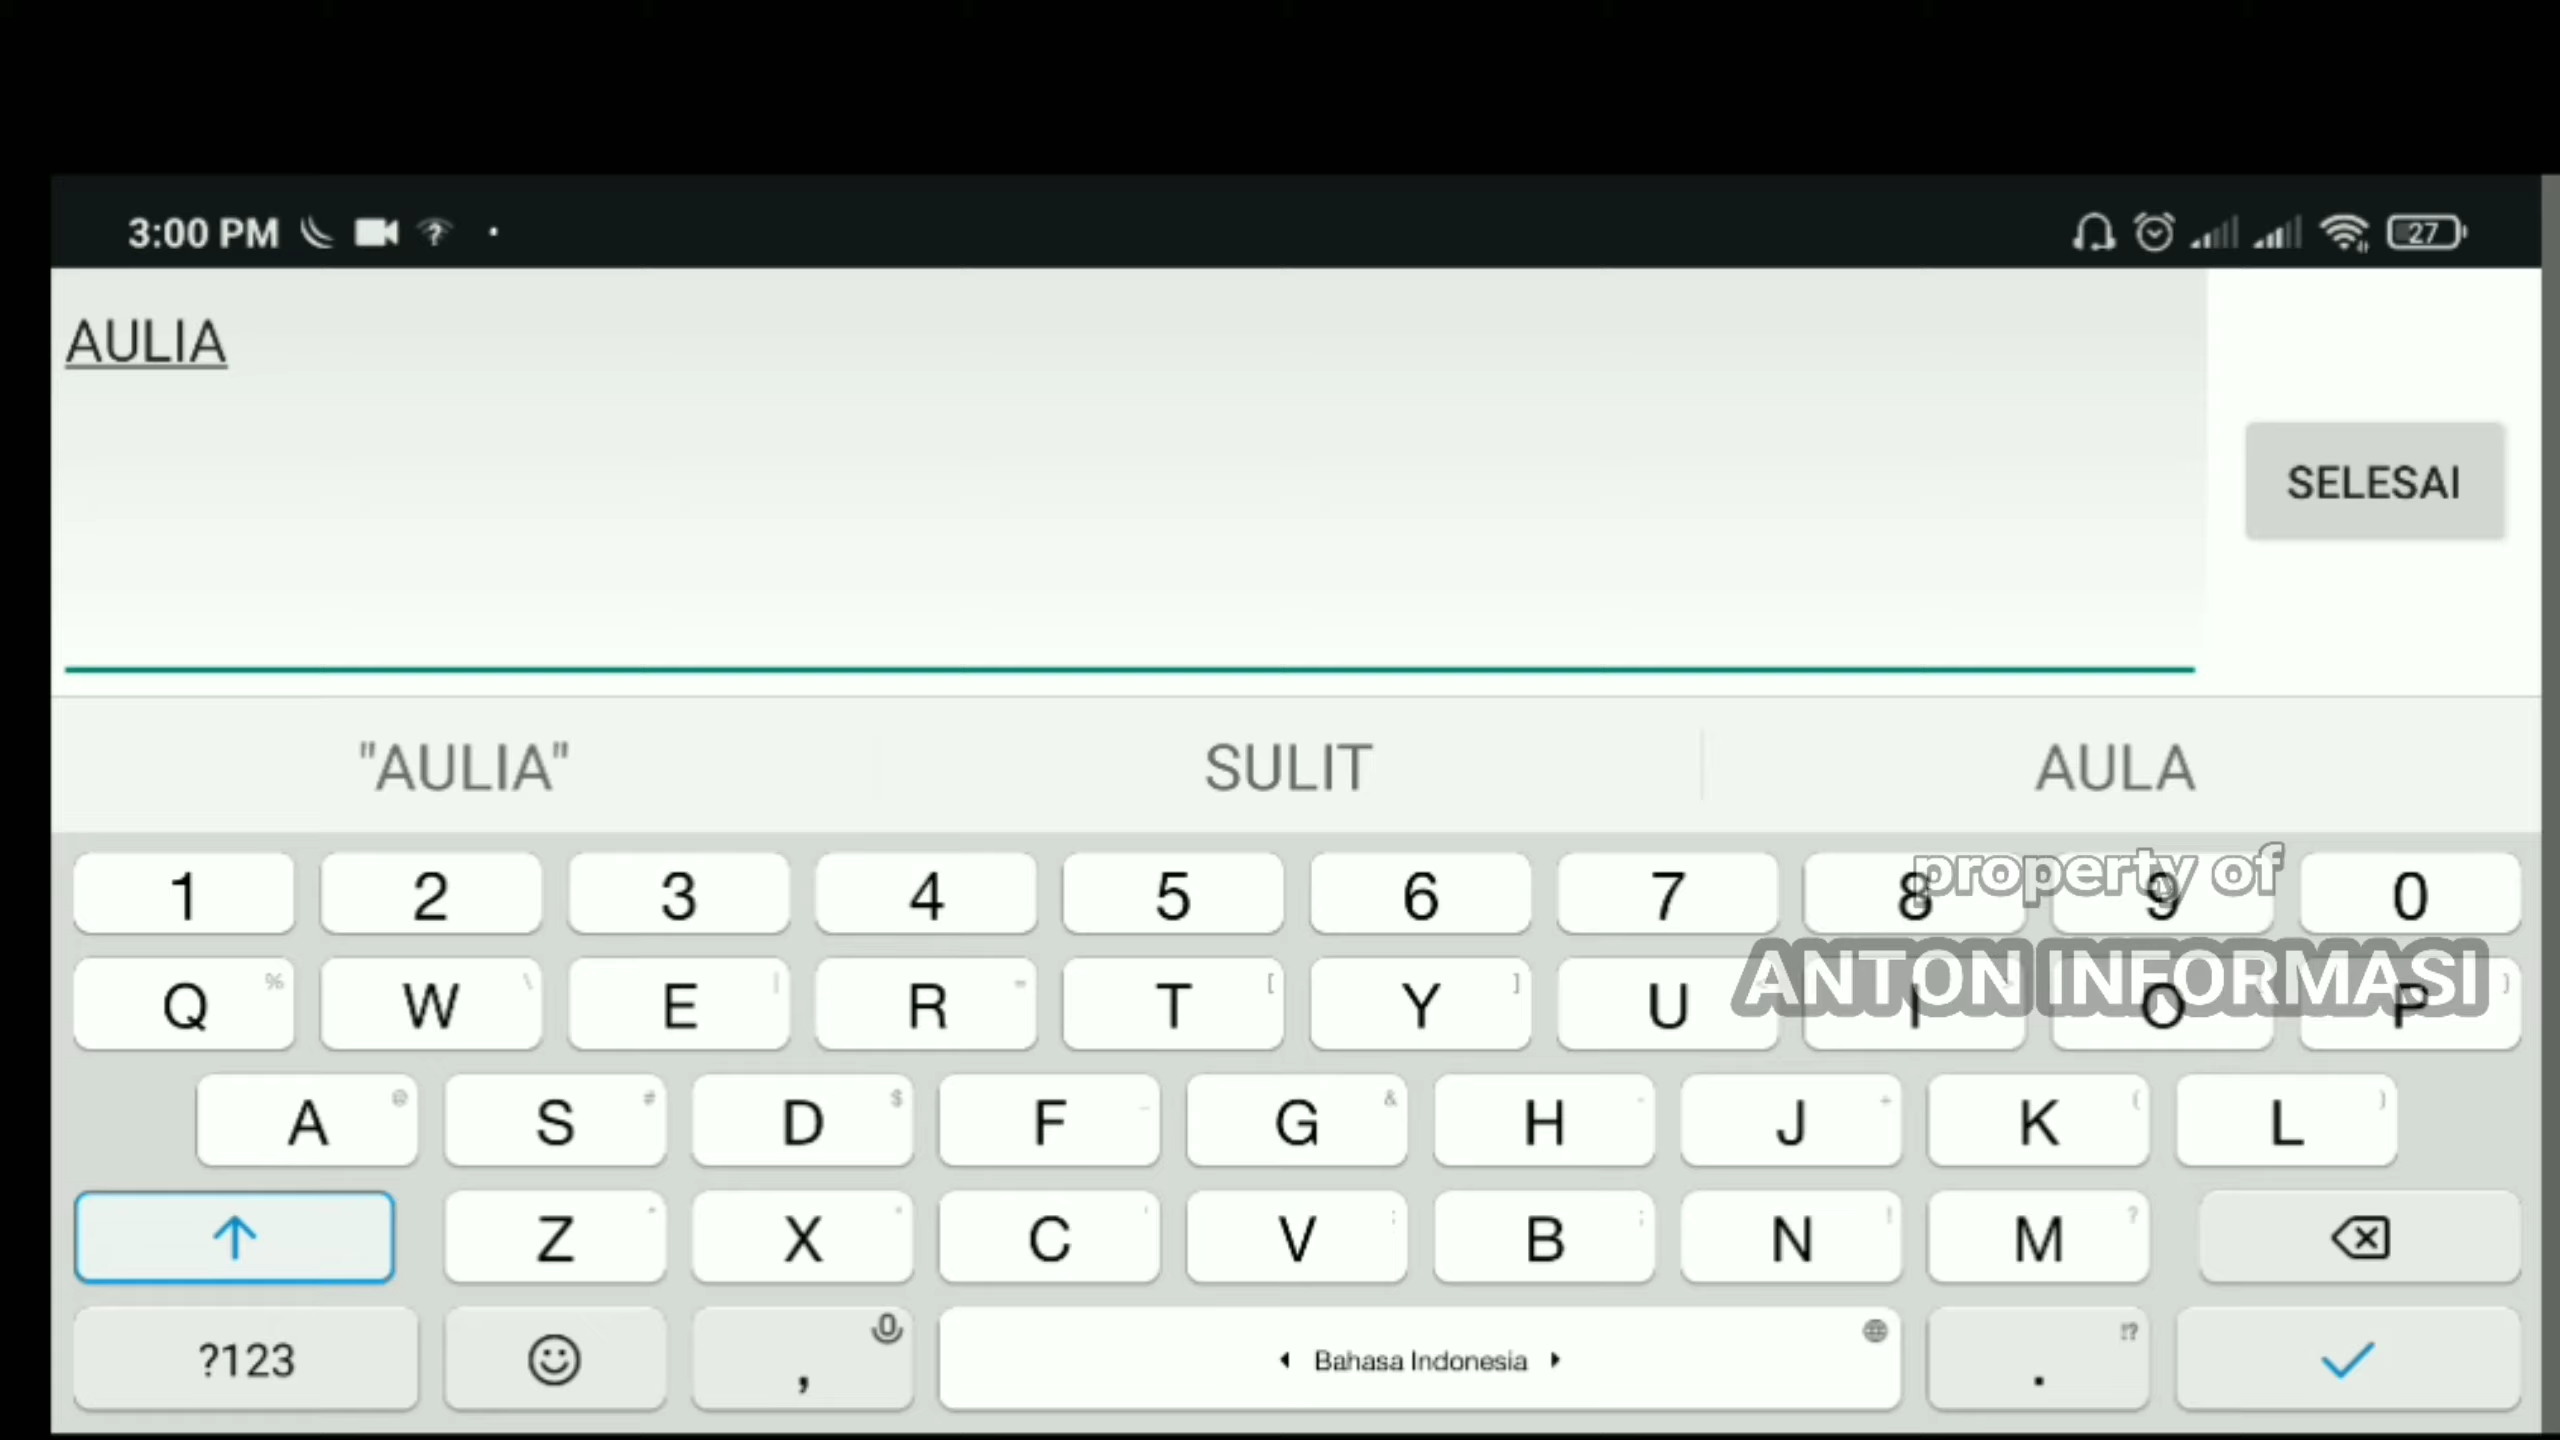 3:00 PM
27
AULIA
SELESAI
"AULIA" SULIT AULA
1 2 3 4 5 6 7 8 9 0
property of
Q % W \ E | R = T [ Y ] U I O P
ANTON INFORMASI
A @ S # D $ F _ G & H - J + K ( L )
Z X C V ; B ; N ! M ?
?123 , Bahasa Indonesia . !?